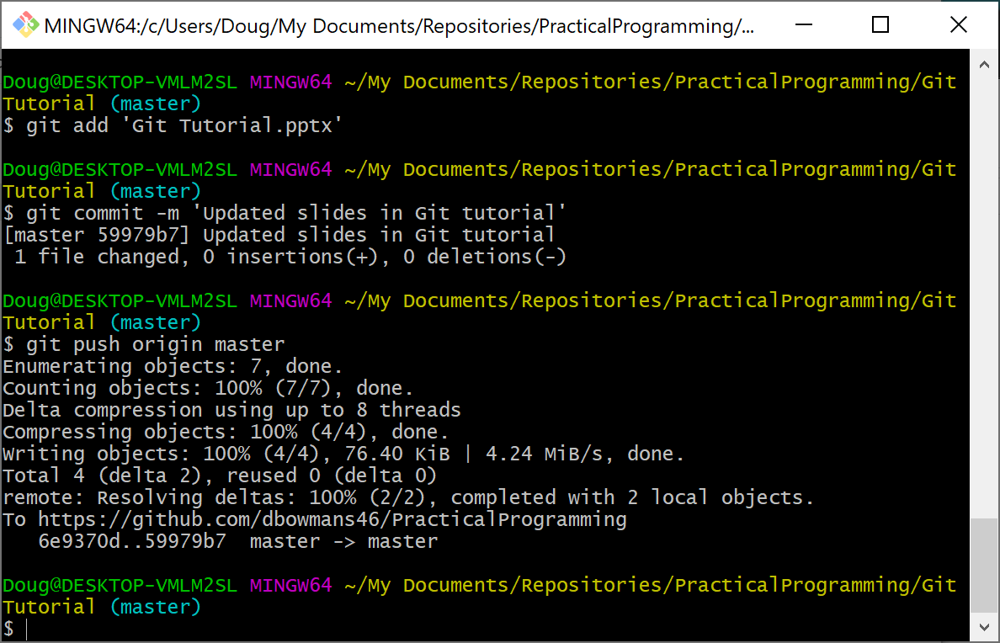 MINGW64:/c/Users/Doug/My Documents/Repositories/PracticalProgramming/...
Doug@DESKTOP-VMLM2SL MINGW64 ~/My Documents/Repositories/PracticalProgramming/Git
Tutorial (master)
$ git add 'Git Tutorial.pptx'
Doug@DESKTOP-VMLM2SL MINGW64 ~/My Documents/Repositories/PracticalProgramming/Git
Tutorial (master)
$ git commit -m 'Updated slides in Git tutorial'
[master 59979b7] Updated slides in Git tutorial
 1 file changed, 0 insertions(+), 0 deletions(-)
Doug@DESKTOP-VMLM2SL MINGW64 ~/My Documents/Repositories/PracticalProgramming/Git
Tutorial (master)
$ git push origin master
Enumerating objects: 7, done.
Counting objects: 100% (7/7), done.
Delta compression using up to 8 threads
Compressing objects: 100% (4/4), done.
Writing objects: 100% (4/4), 76.40 KiB | 4.24 MiB/s, done.
Total 4 (delta 2), reused 0 (delta 0)
remote: Resolving deltas: 100% (2/2), completed with 2 local objects.
To https://github.com/dbowmans46/PracticalProgramming
   6e9370d..59979b7  master -> master
Doug@DESKTOP-VMLM2SL MINGW64 ~/My Documents/Repositories/PracticalProgramming/Git
Tutorial (master)
$